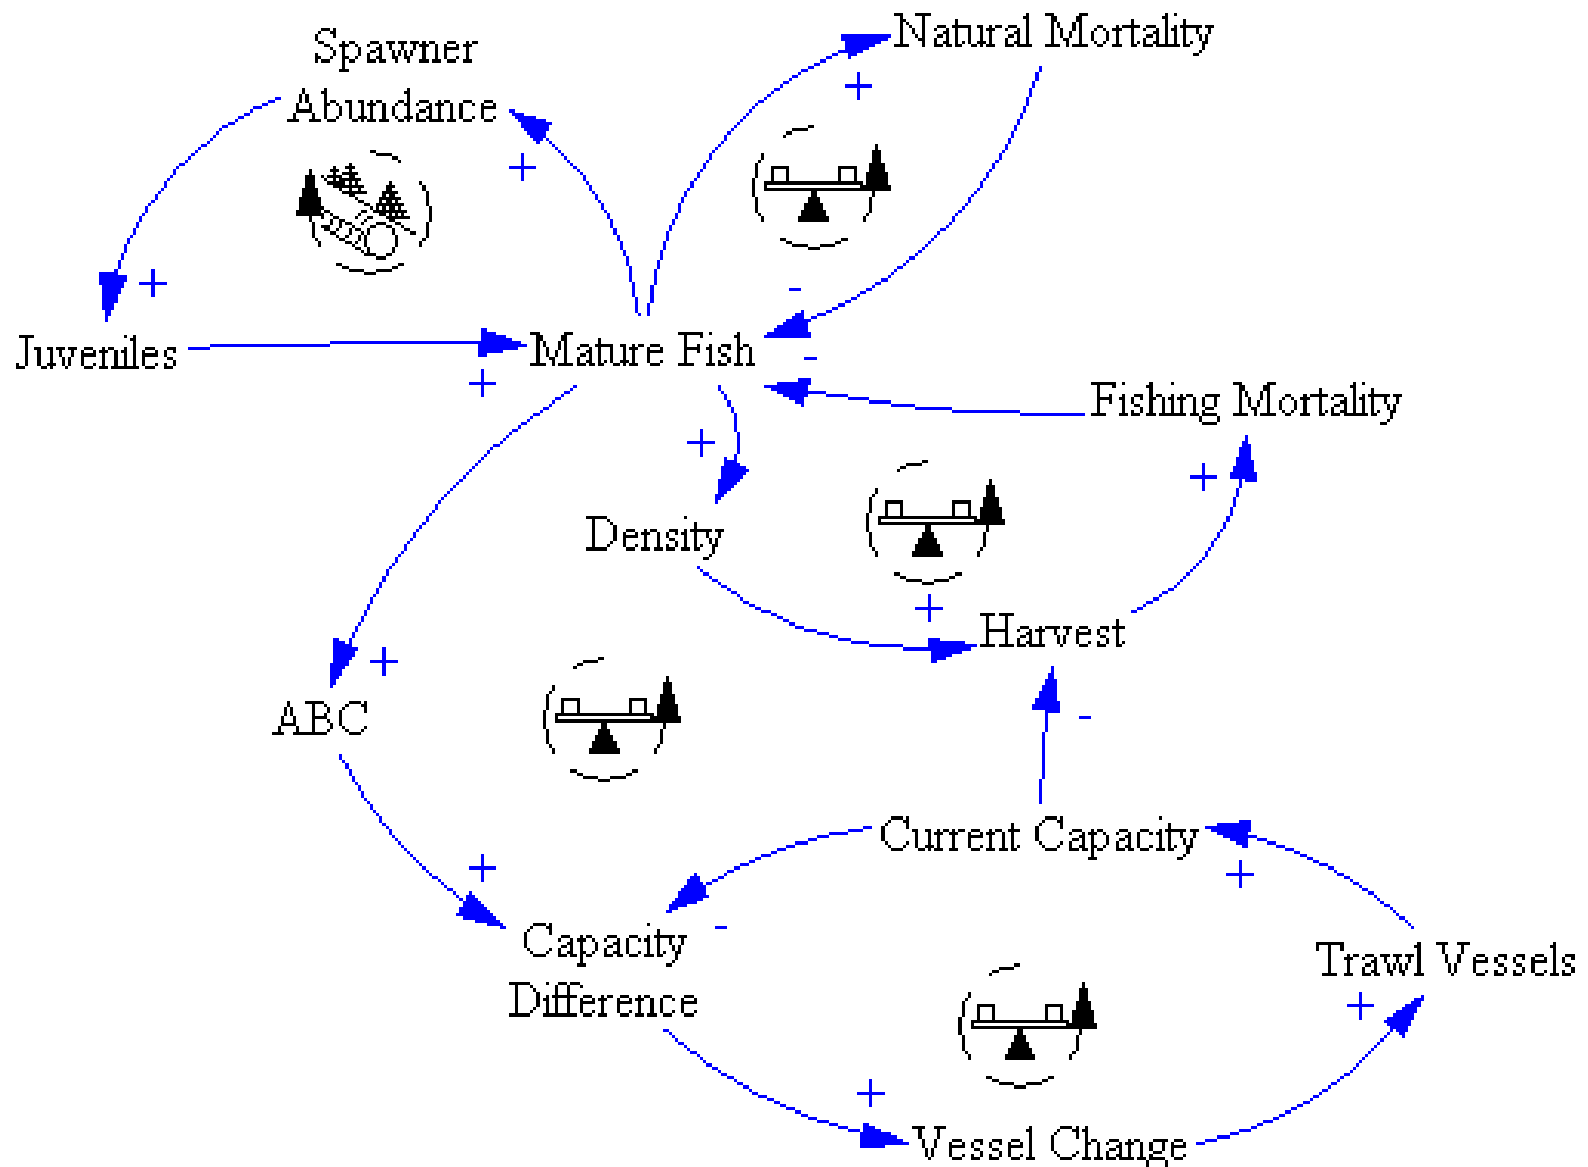 Spawner
Abundance
Natural Mortality
+
+
+
-
Juveniles
Mature Fish
-
+
Fishing Mortality
+
+
Density
+
Harvest
+
ABC
-
Current Capacity
+
+
Capacity
-
Difference
Trawl Vessels
+
+
Vessel Change